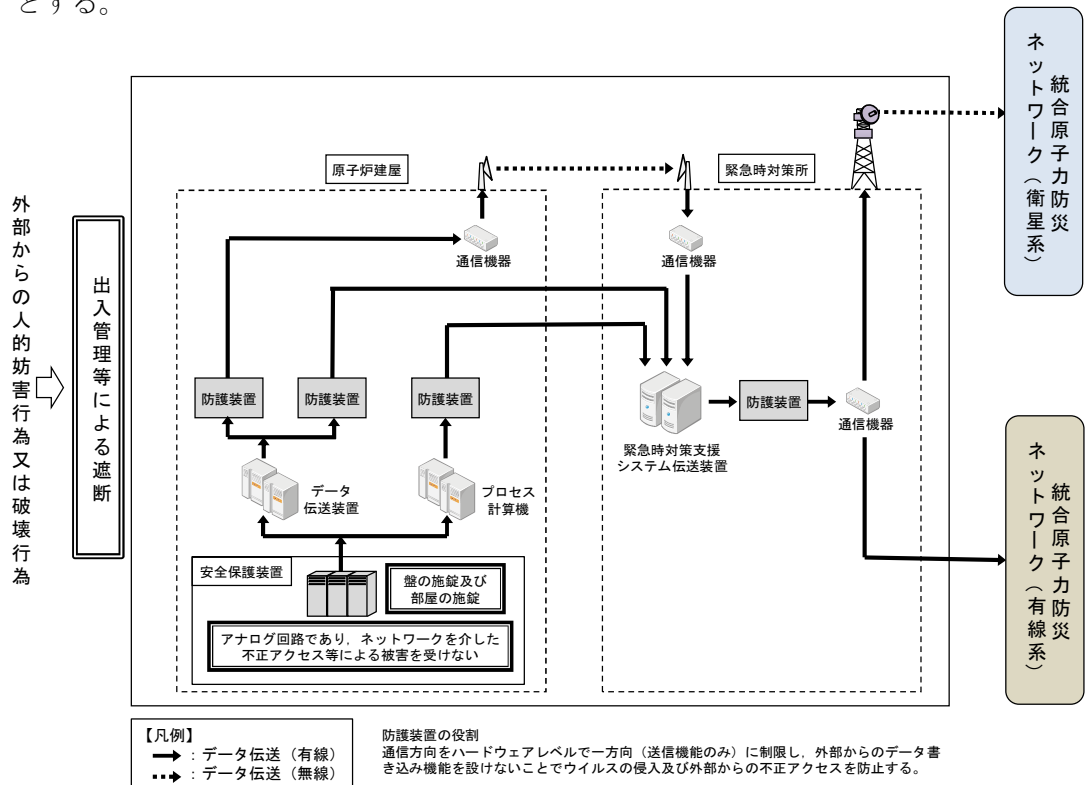 とする。
統合原子力防災
ネットワーク（衛星系）
原子炉建屋
緊急時対策所
外部からの人的妨害行為又は破壊行為
出入管理等による遮断
通信機器
通信機器
防護装置
防護装置
防護装置
防護装置
通信機器
緊急時対策支援
システム伝送装置
データ
伝送装置
プロセス
計算機
統合原子力防災
ネットワーク（有線系）
安全保護装置
盤の施錠及び
部屋の施錠
アナログ回路であり，ネットワークを介した
不正アクセス等による被害を受けない
【凡例】
：データ伝送（有線）
：データ伝送（無線）
防護装置の役割
通信方向をハードウェアレベルで一方向（送信機能のみ）に制限し，外部からのデータ書
き込み機能を設けないことでウイルスの侵入及び外部からの不正アクセスを防止する。